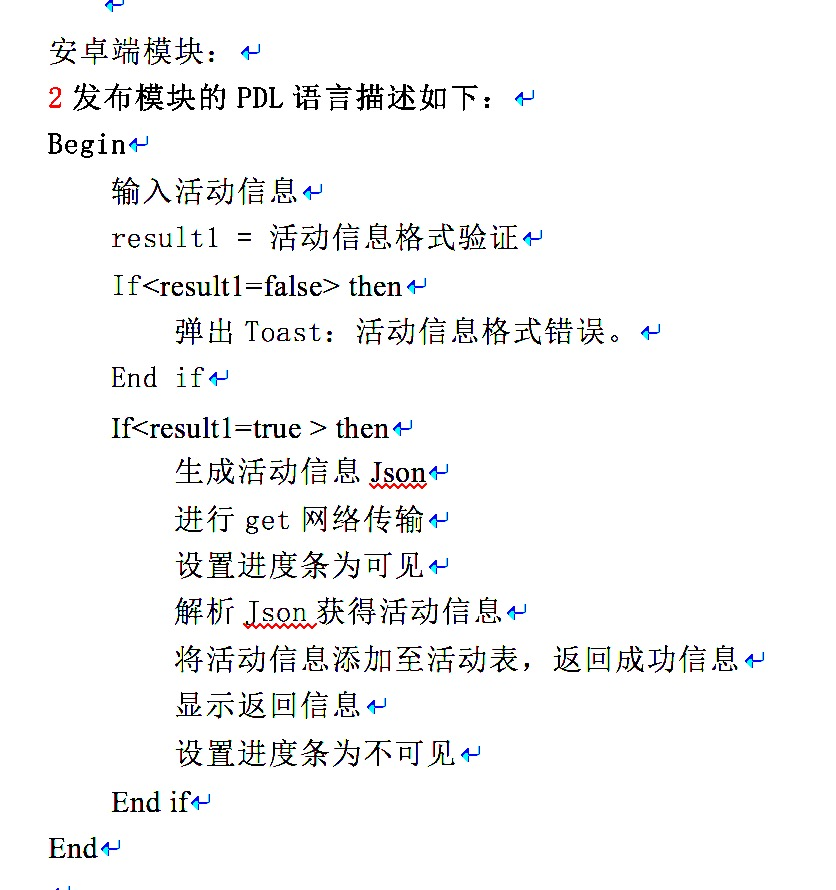 安卓端模块：
2 发布模块的 PDL 语言描述如下：
Begin
输入活动信息
result1 = 活动信息格式验证
If<result1=false> then
弹出 Toast：活动信息格式错误。
End if
If<result1=true > then
生成活动信息 Json
进行 get 网络传输
设置进度条为可见
解析 Json 获得活动信息
将活动信息添加至活动表，返回成功信息
显示返回信息
设置进度条为不可见
End if
End